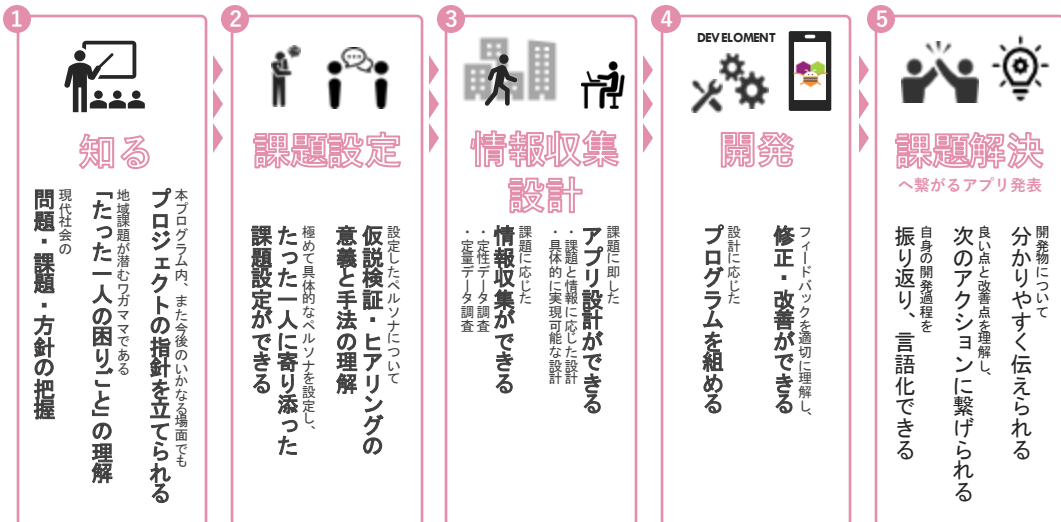 1
知る
本プログラム内、また今後のいかなる場面でも
プロジェクトの指針を立てられる
地域課題が潜むワガママである
「たった一人の困りごと」の理解
現代社会の
問題・課題・方針の把握
2
課題設定
設定したペルソナについて
仮説検証・ヒアリングの
意義と手法の理解
極めて具体的なペルソナを設定し、
たった一人に寄り添った
課題設定ができる
3
情報収集
設計
課題に即した
アプリ設計ができる
・課題と情報に応じた設計
・具体的に実現可能な設計
課題に応じた
情報収集ができる
・定性データ調査
・定量データ調査
4
DEVELOMENT
開発
フィードバックを適切に理解し、
修正・改善ができる
設計に応じた
プログラムを組める
5
課題解決
へ繋がるアプリ発表
開発物について
分かりやすく伝えられる
良い点と改善点を理解し、
次のアクションに繋げられる
自身の開発過程を
振り返り、言語化できる